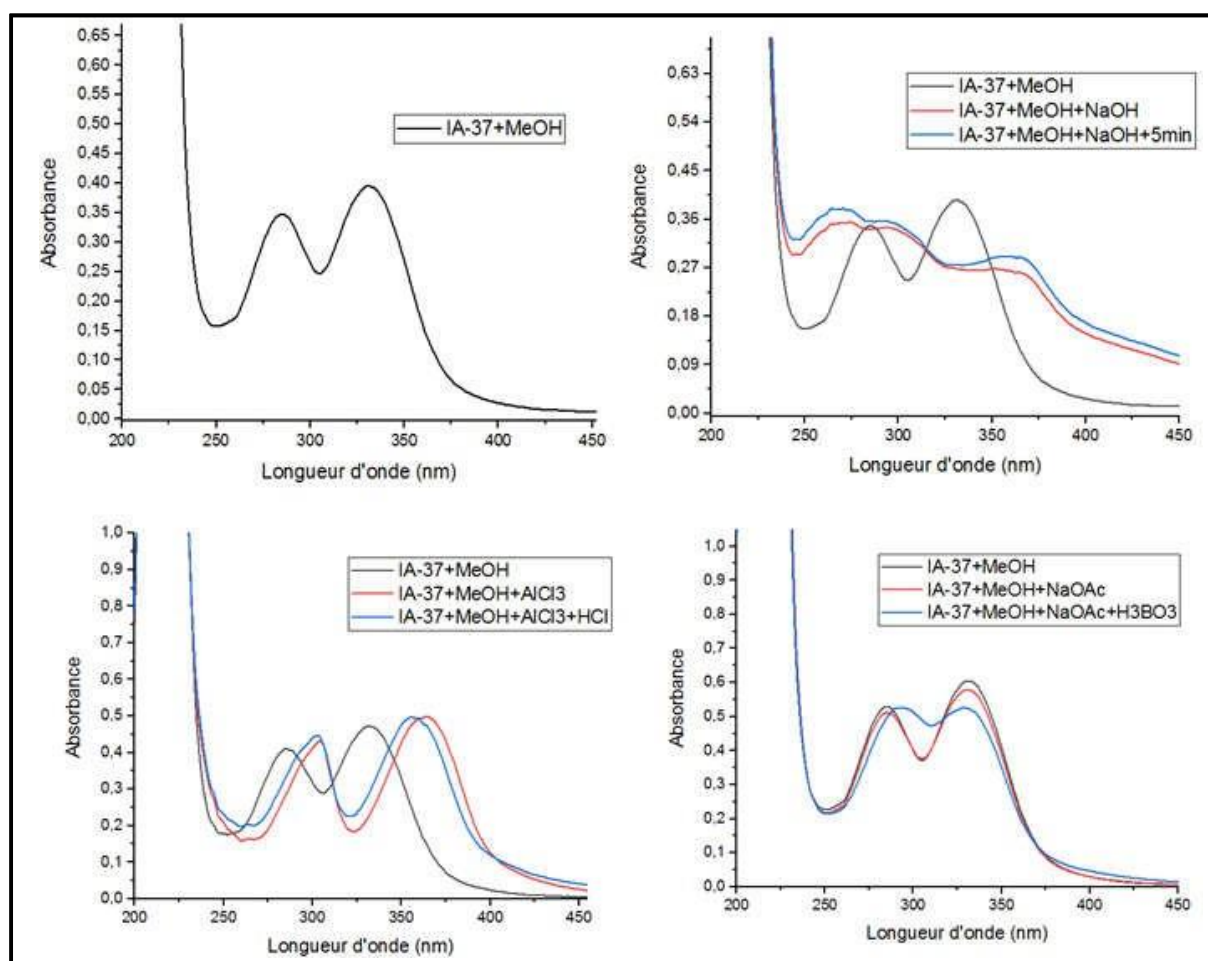 0,65
0,60
0,55
0,50
0,45
0,40
0,35
0,30
0,25
0,20
0,15
0,10
0,05
0,00
Absorbance
IA-37+MeOH
200 250 300 350 400 450
Longueur d'onde (nm)
0,63
0,54
0,45
0,36
0,27
0,18
0,09
0,00
Absorbance
IA-37+MeOH
IA-37+MeOH+NaOH
IA-37+MeOH+NaOH+5min
200 250 300 350 400 450
Longueur d'onde (nm)
1,0
0,9
0,8
0,7
0,6
0,5
0,4
0,3
0,2
0,1
0,0
Absorbance
IA-37+MeOH
IA-37+MeOH+AlCl3
IA-37+MeOH+AlCl3+HCl
200 250 300 350 400 450
Longueur d'onde (nm)
1,0
0,9
0,8
0,7
0,6
0,5
0,4
0,3
0,2
0,1
0,0
Absorbance
IA-37+MeOH
IA-37+MeOH+NaOAc
IA-37+MeOH+NaOAc+H3BO3
200 250 300 350 400 450
Longueur d'onde (nm)